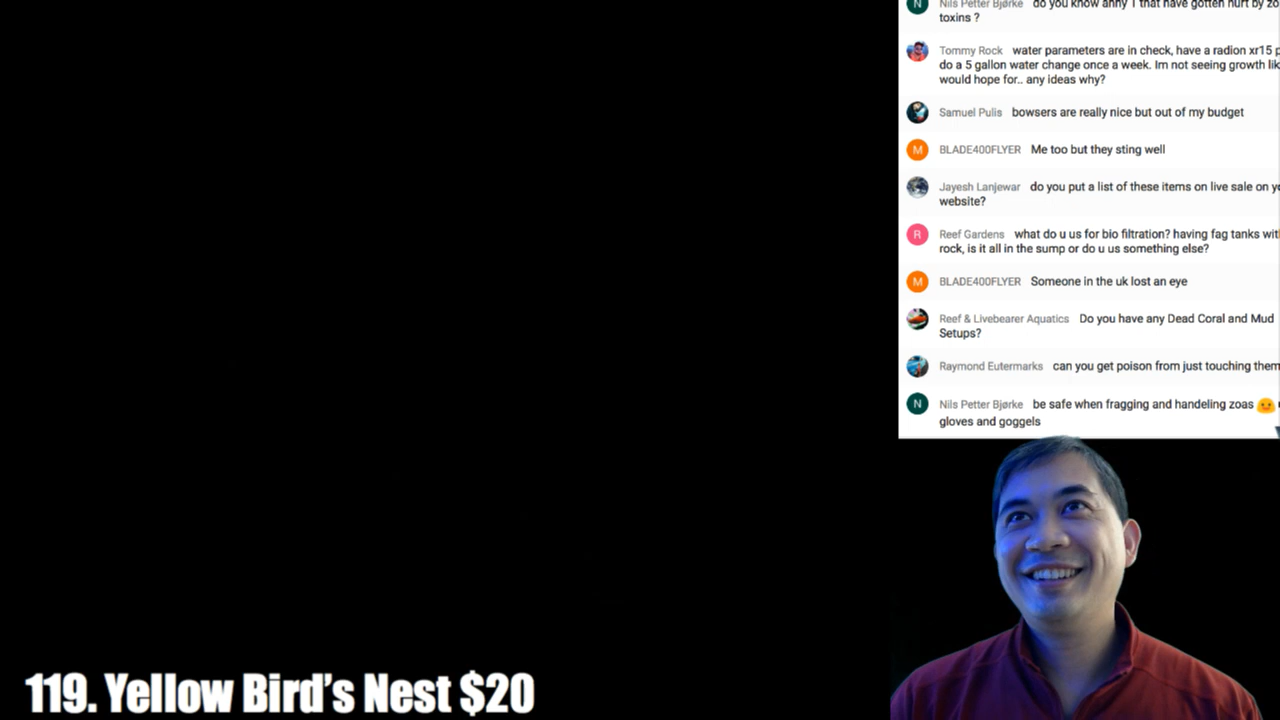 Nils Petter Bjørke do you know anny 1 that have gotten hurt by zo
toxins ?
Tommy Rock water parameters are in check, have a radion xr15 p
do a 5 gallon water change once a week. Im not seeing growth lik
would hope for.. any ideas why?
Samuel Pulis bowsers are really nice but out of my budget
M BLADE400FLYER Me too but they sting well
Jayesh Lanjewar do you put a list of these items on live sale on yo
website?
R Reef Gardens what do u us for bio filtration? having fag tanks wit
rock, is it all in the sump or do u us something else?
M BLADE400FLYER Someone in the uk lost an eye
Reef & Livebearer Aquatics Do you have any Dead Coral and Mud
Setups?
Raymond Eutermarks can you get poison from just touching them
N Nils Petter Bjørke be safe when fragging and handeling zoas
gloves and goggels
119. Yellow Bird's Nest $20